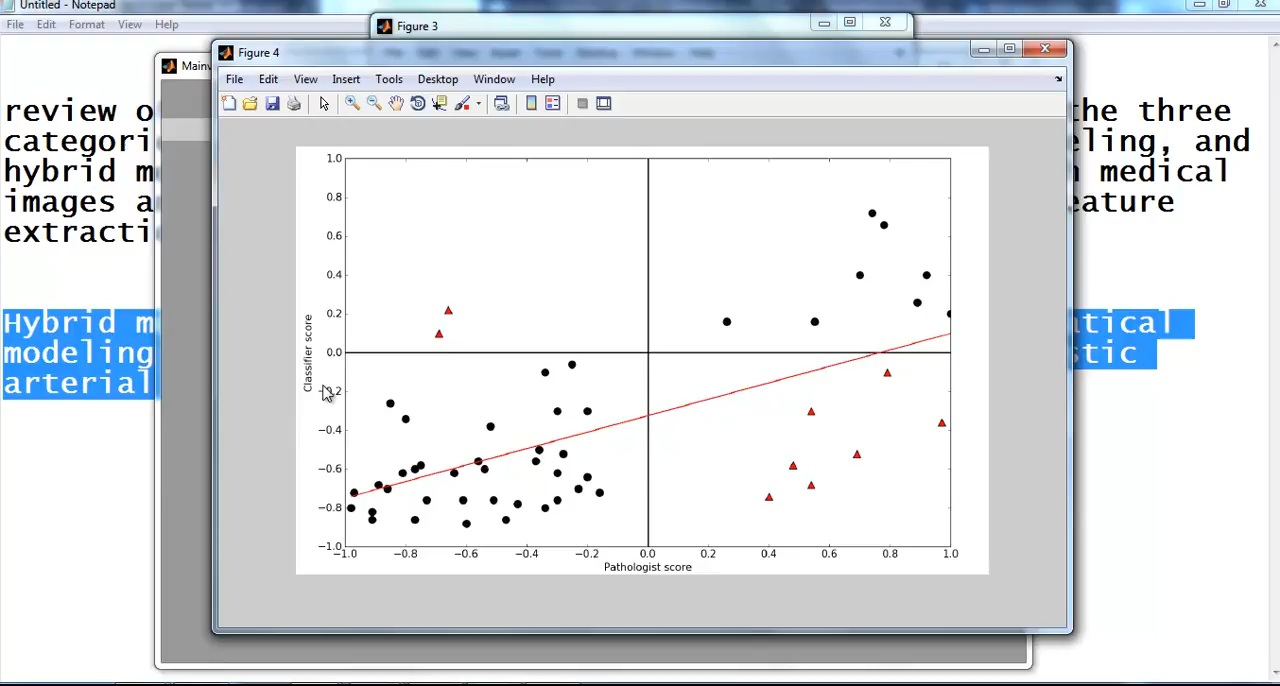 Untitled - Notepad
File Edit Format View Help
Figure 3
review o
the three
categori
eling, and
hybrid m
n medical
images a
eature
extracti
Hybrid m
atical
modeling
stic
arterial
Mainv
Figure 4
File Edit View Insert Tools Desktop Window Help
1.0
0.8
0.6
0.4
0.2
0.0
−0.4
−0.6
−0.8
−1.0
Classifier score
−1.0 −0.8 −0.6 −0.4 −0.2 0.0 0.2 0.4 0.6 0.8 1.0
Pathologist score